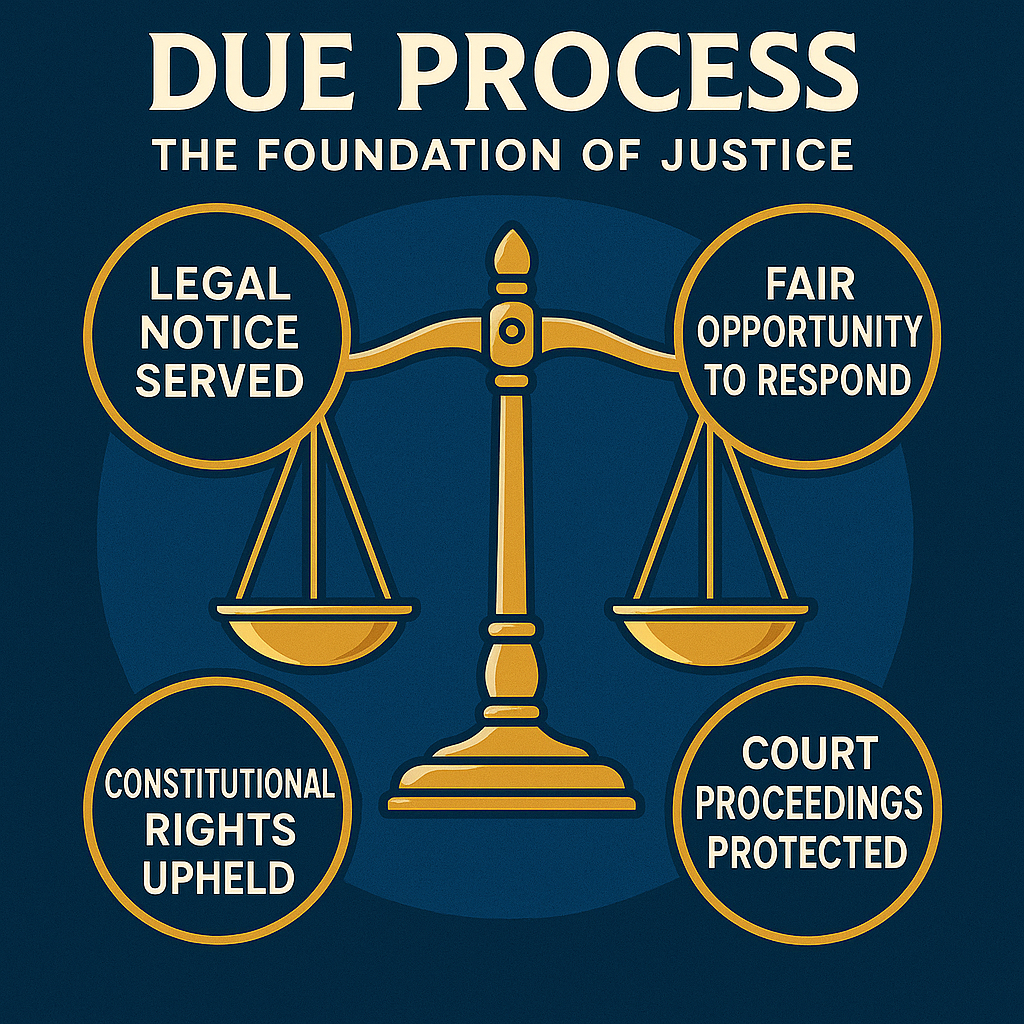 DUE PROCESS
THE FOUNDATION OF JUSTICE
LEGAL
NOTICE
SERVED
FAIR
OPPORTUNITY
TO RESPOND
CONSTITUTIONAL
RIGHTS
UPHELD
COURT
PROCEEDINGS
PROTECTED